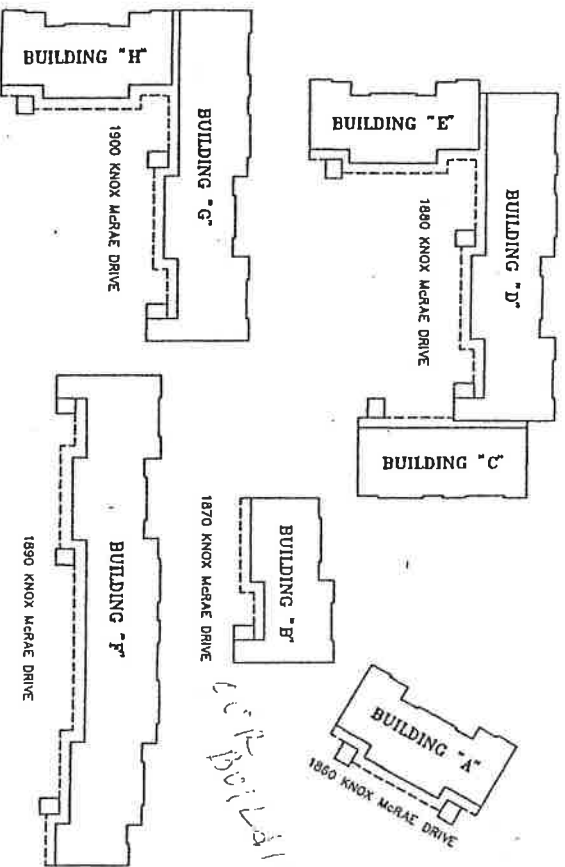 BUILDING "H"
BUILDING "G"
1900 KNOX McRAE DRIVE
BUILDING "E"
BUILDING "D"
1880 KNOX McRAE DRIVE
BUILDING "C"
BUILDING "B"
1870 KNOX McRAE DRIVE
BUILDING "A"
1860 KNOX McRAE DRIVE
BUILDING "F"
1890 KNOX McRAE DRIVE